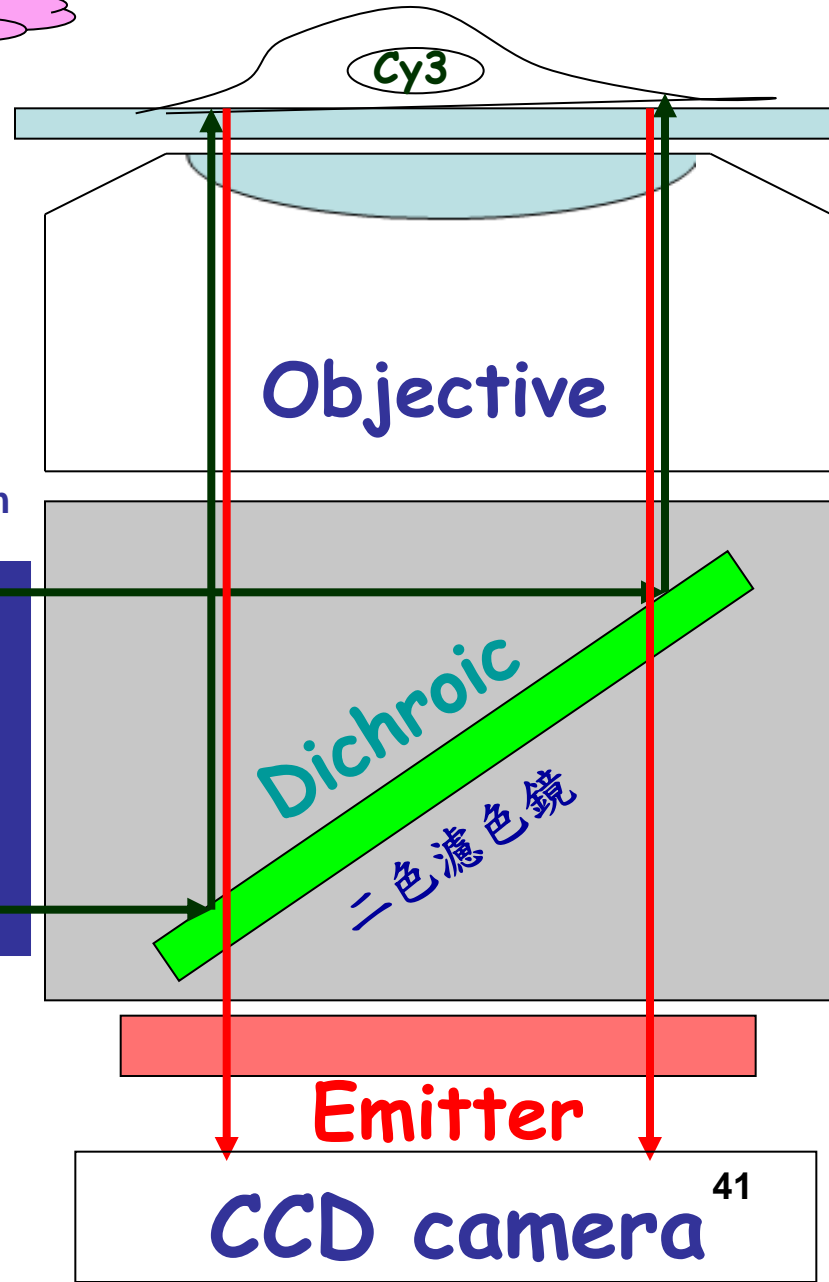 Cy3
Objective
Dichroic
二色濾色鏡
Emitter
41
CCD camera